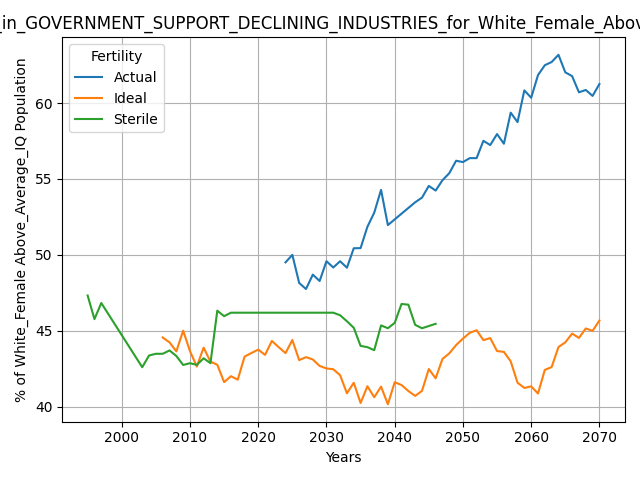 _in_GOVERNMENT_SUPPORT_DECLINING_INDUSTRIES_for_White_Female_Abov
Fertility
Actual
Ideal
Sterile
% of White_Female Above_Average_IQ Population
60
55
50
45
40
2000 2010 2020 2030 2040 2050 2060 2070
Years